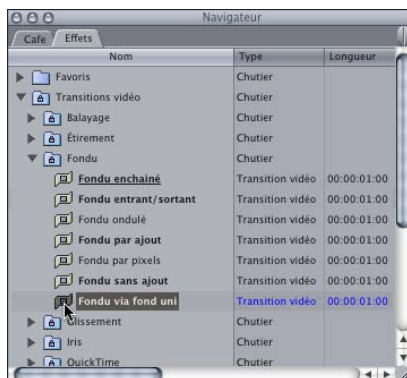 Navigateur
Cafe Effets
Nom Type Longueur
Favoris Chutier
Transitions vidéo Chutier
Balayage Chutier
Étirement Chutier
Fondu Chutier
Fondu enchaîné Transition vidéo 00:00:01:00
Fondu entrant/sortant Transition vidéo 00:00:01:00
Fondu ondulé Transition vidéo 00:00:01:00
Fondu par ajout Transition vidéo 00:00:01:00
Fondu par pixels Transition vidéo 00:00:01:00
Fondu sans ajout Transition vidéo 00:00:01:00
Fondu via fond uni Transition vidéo 00:00:01:00
Glissement Chutier
Iris Chutier
QuickTime Chutier